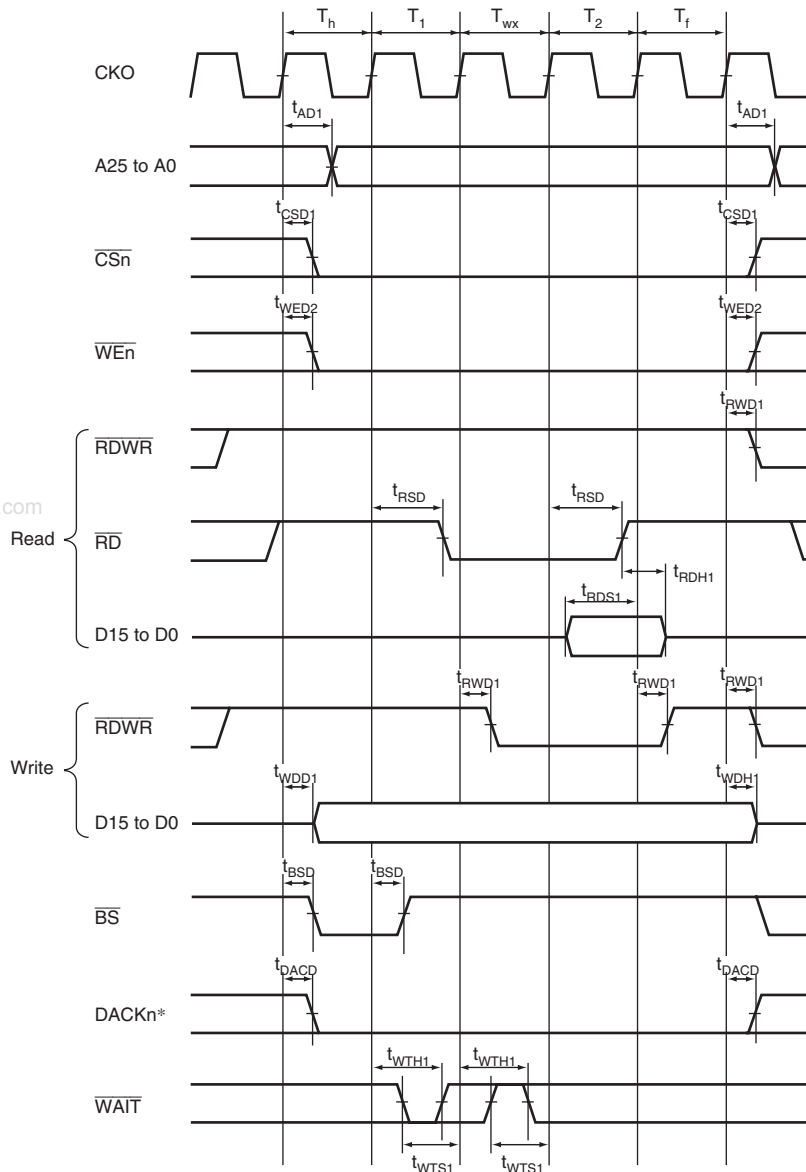 Th T1 Twx T2 Tf
CKO
tAD1 tAD1
A25 to A0
tCSD1 tCSD1
CSn
tWED2 tWED2
WEn
tRWD1
RDWR
com
tRSD tRSD
Read
RD
tRDH1
tRDS1
D15 to D0
tRWD1 tRWD1 tRWD1
RDWR
Write
tWDD1 tWDH1
D15 to D0
tBSD tBSD
BS
tDACD tDACD
DACKn*
tWTH1 tWTH1
WAIT
tWTS1 tWTS1